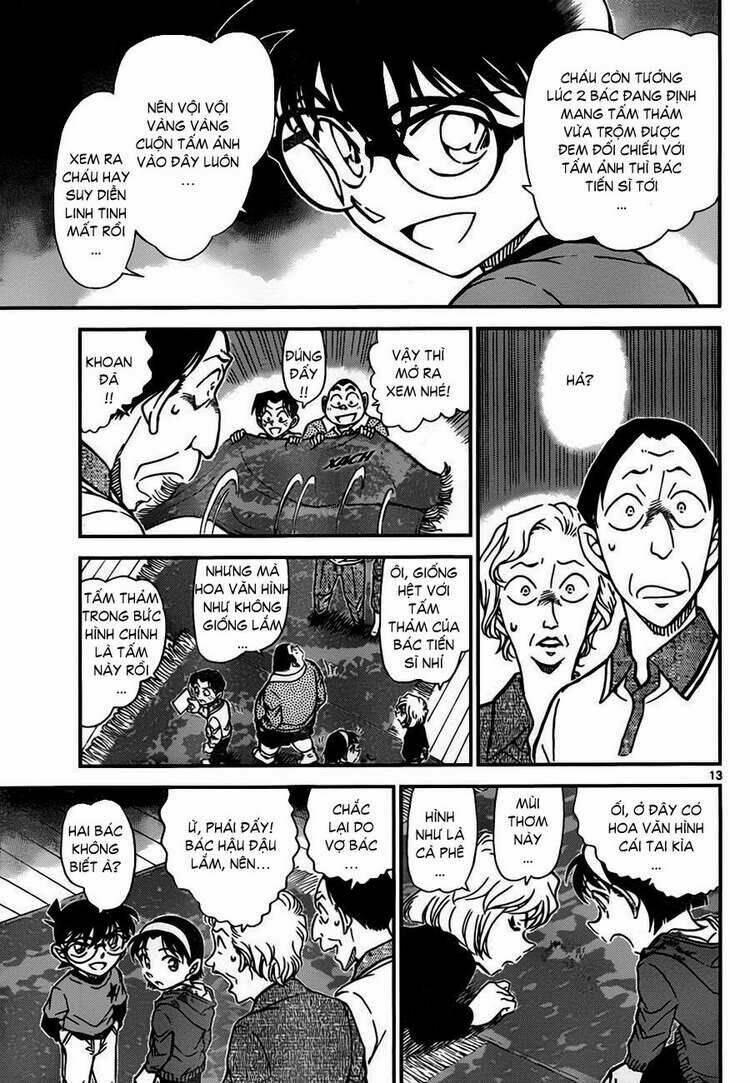 CHÁU CÒN TƯỞNG
LÚC 2 BÁC ĐANG ĐỊNH
MANG TẤM THẢM
VỪA TRỘM ĐƯỢC
ĐEM ĐỐI CHIẾU VỚI
TẤM ẢNH THÌ BÁC
TIẾN SĨ TỚI
...
NÊN VỘI VỘI
VÀNG VÀNG
CUỘN TẤM ẢNH
VÀO ĐÂY LUÔN
...
XEM RA
CHÁU HAY
SUY DIỄN
LINH TINH
MẤT RỒI
...
HẢ?
VẬY THÌ
MỞ RA
XEM NHÉ!
ĐÚNG
ĐẤY
!!
KHOAN
ĐÃ
!!
XOẠCH
ÔI, GIỐNG
HỆT VỚI
TẤM
THẢM CỦA
BÁC TIẾN
SĨ NHỈ
NHƯNG MÀ
HOA VĂN HÌNH
NHƯ KHÔNG
GIỐNG LẮM
TẤM THẢM
TRONG BỨC
HÌNH CHÍNH
LÀ TẤM
NÀY RỒI
...
13
ỐI, Ở ĐÂY CÓ
HOA VĂN HÌNH
CÁI TAI KÌA
MÙI
THƠM
NÀY
...
HÌNH
NHƯ LÀ
CÀ PHÊ
...
CHẮC
LẠI DO
VỢ BÁC
...
Ừ, PHẢI ĐẤY!
BÁC HẬU ĐẬU
LẮM, NÊN...
HAI BÁC
KHÔNG
BIẾT À?